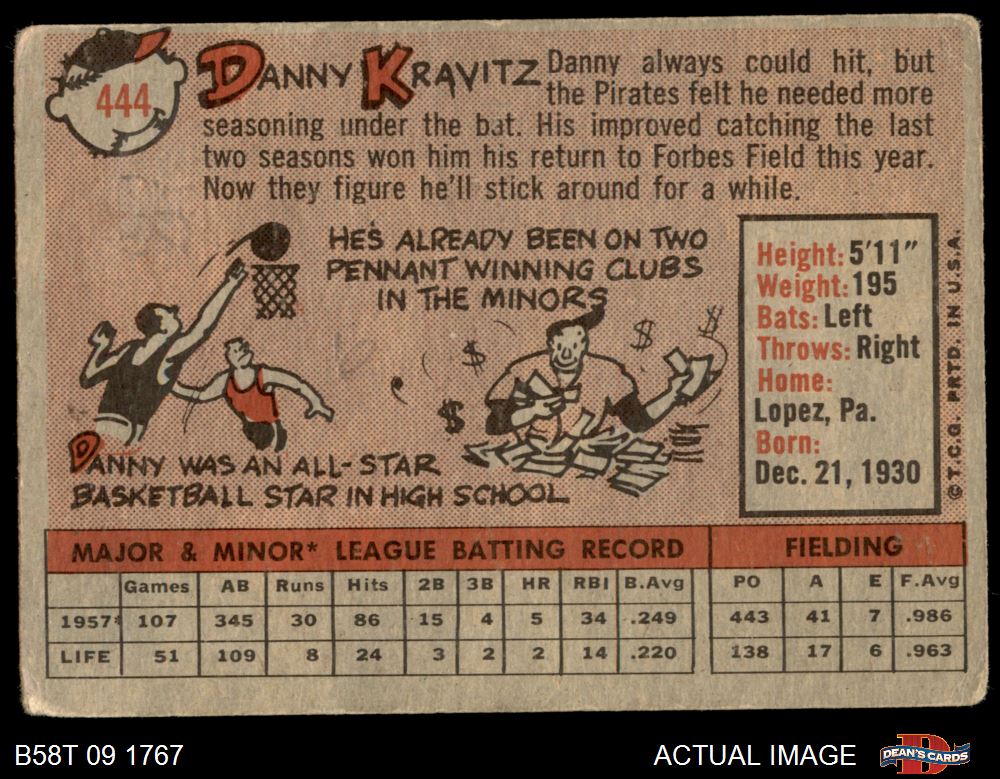 444
DANNY KRAVITZ
Danny always could hit, but
the Pirates felt he needed more
seasoning under the bat. His improved catching the last
two seasons won him his return to Forbes Field this year.
Now they figure he'll stick around for a while.
HE'S ALREADY BEEN ON TWO
PENNANT WINNING CLUBS
IN THE MINORS
$ $ $ $
DANNY WAS AN ALL-STAR
BASKETBALL STAR IN HIGH SCHOOL
Height: 5'11"
Weight: 195
Bats: Left
Throws: Right
Home:
Lopez, Pa.
Born:
Dec. 21, 1930
© T.C.G. PRTD. IN U.S.A.
MAJOR & MINOR* LEAGUE BATTING RECORD FIELDING
Games AB Runs Hits 2B 3B HR RBI B.Avg PO A E F.Avg
1957* 107 345 30 86 15 4 5 34 .249 443 41 7 .986
LIFE 51 109 8 24 3 2 2 14 .220 138 17 6 .963
B58T 09 1767
ACTUAL IMAGE
DEAN'S CARDS